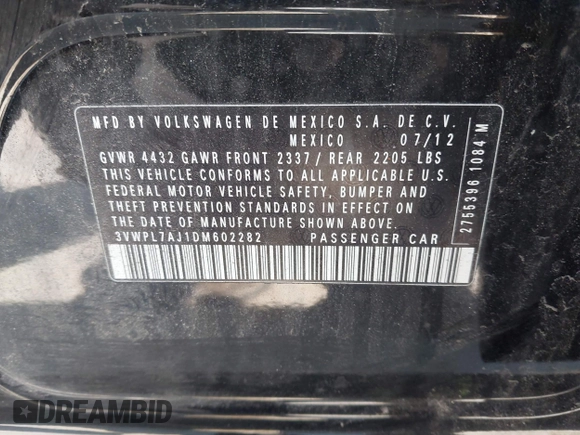 MFD BY VOLKSWAGEN DE MEXICO S.A. DE C.V.
MEXICO 07/12
GVWR 4432 GAWR FRONT 2337 / REAR 2205 LBS
THIS VEHICLE CONFORMS TO ALL APPLICABLE U.S.
FEDERAL MOTOR VEHICLE SAFETY, BUMPER AND
THEFT PREVENTION STANDARDS IN EFFECT ON
THE DATE OF MANUFACTURE SHOWN ABOVE.
3VWPL7AJ1DM602282 PASSENGER CAR
2755396 1084 M
DREAMBID